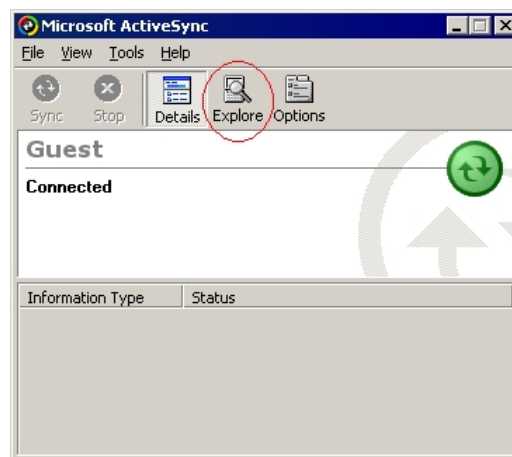 Microsoft ActiveSync
File View Tools Help
Sync Stop Details Explore Options
Guest
Connected
Information Type Status